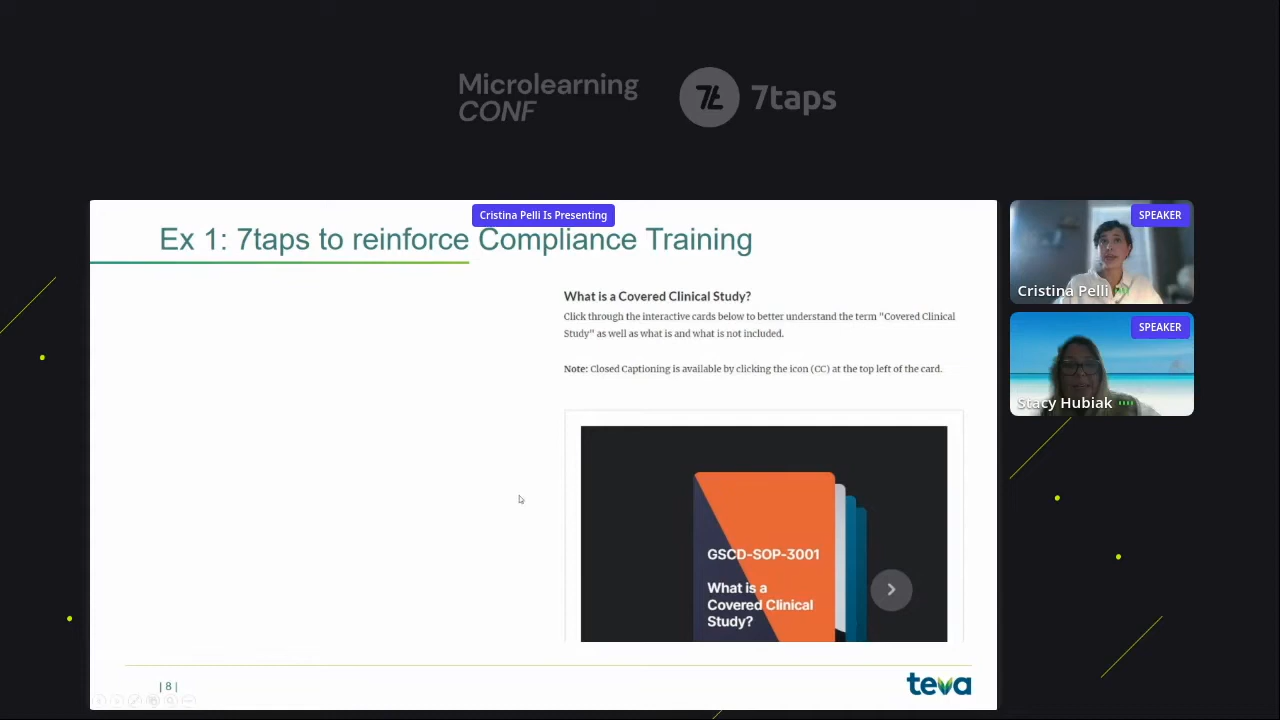 Microlearning
CONF
7taps
Cristina Pelli Is Presenting
Ex 1: 7taps to reinforce Compliance Training
What is a Covered Clinical Study?
Click through the interactive cards below to better understand the term "Covered Clinical
Study" as well as what is and what is not included.
Note: Closed Captioning is available by clicking the icon (CC) at the top left of the card.
GSCD-SOP-3001
What is a
Covered Clinical
Study?
| 8 |
teva
SPEAKER
Cristina Pelli
SPEAKER
Stacy Hubiak